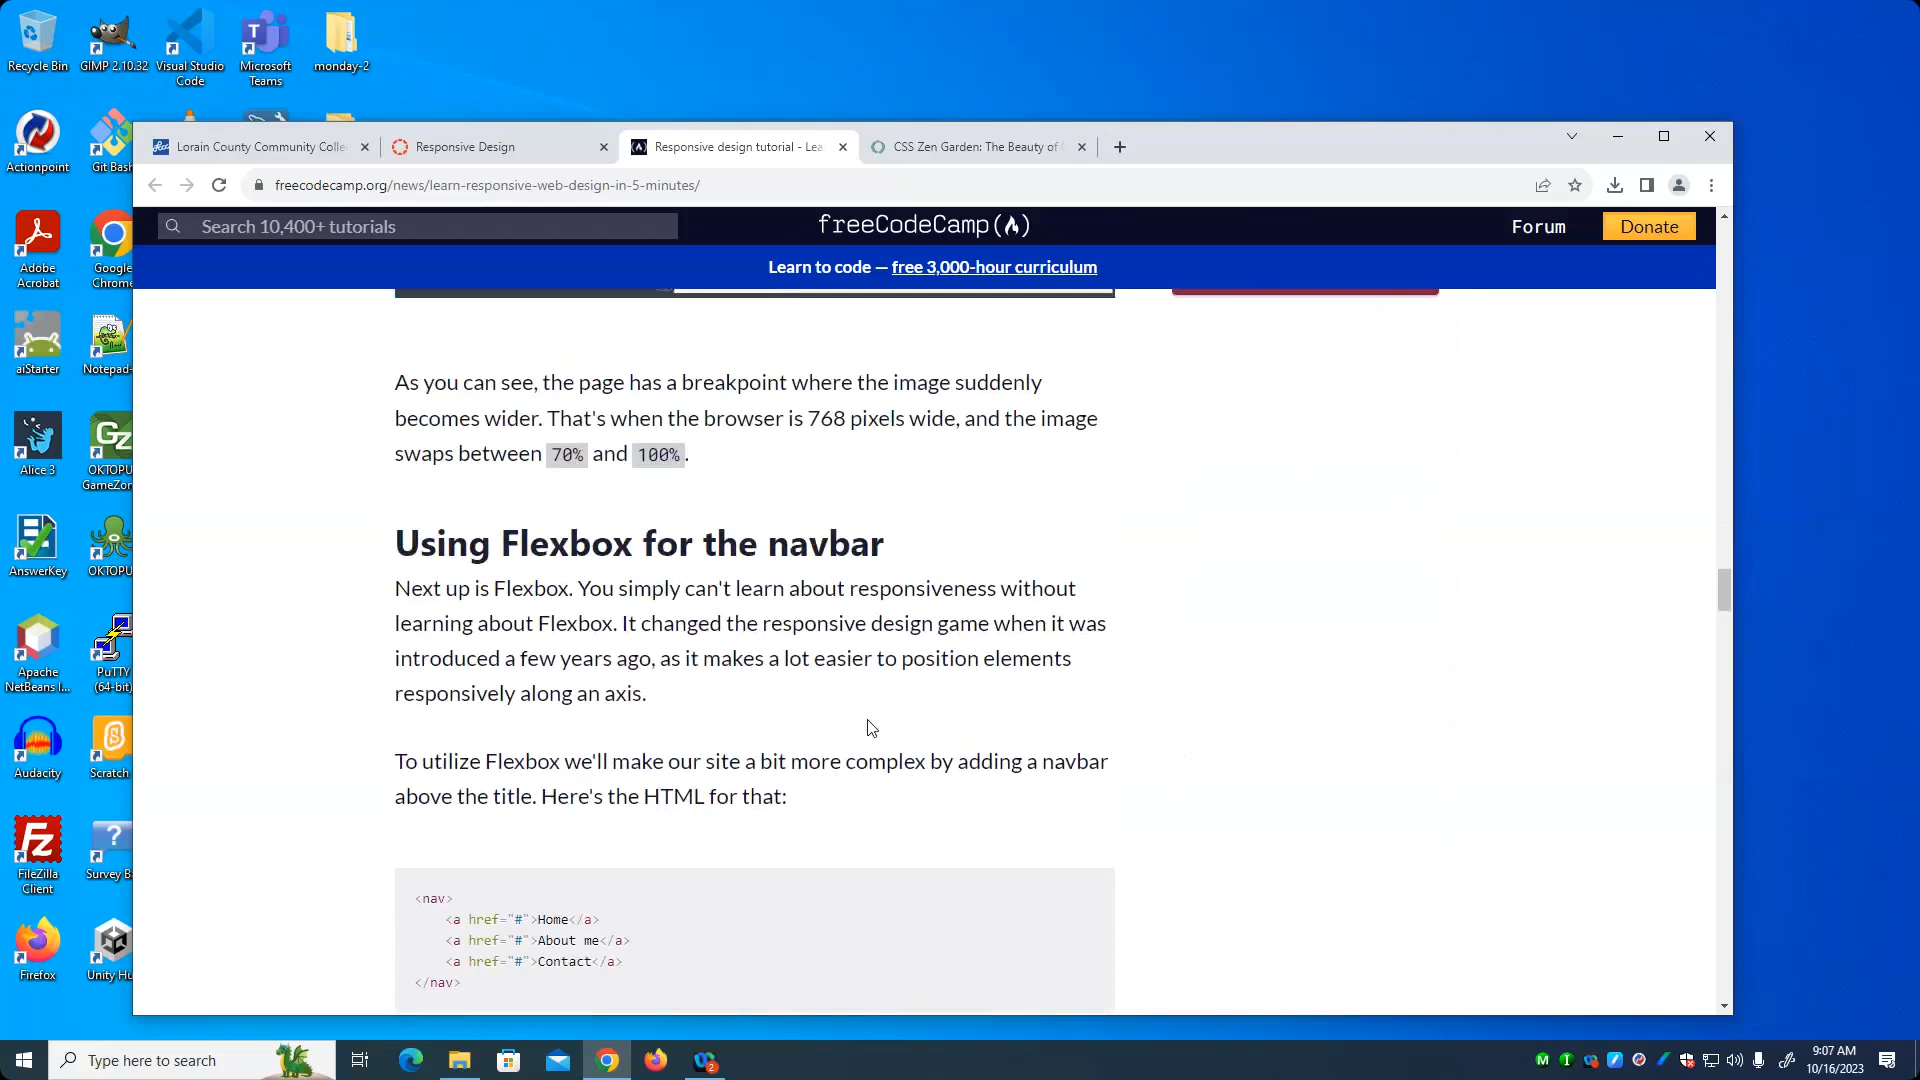 Recycle Bin
GIMP 2.10.32
Visual Studio
Code
Microsoft
Teams
monday-2
Actionpoint
Git Bash
Adobe
Acrobat
Google
Chrome
aiStarter
Notepad
Alice 3
OKTOPU
GameZon
AnswerKey
OKTOPU
Apache
NetBeans I...
PuTTY
(64-bit)
Audacity
Scratch
FileZilla
Client
Survey B
Firefox
Unity Hu
Lorain County Community Colle
Responsive Design
Responsive design tutorial - Lea
CSS Zen Garden: The Beauty of
freecodecamp.org/news/learn-responsive-web-design-in-5-minutes/
Search 10,400+ tutorials
freeCodeCamp
Forum
Donate
Learn to code — free 3,000-hour curriculum
As you can see, the page has a breakpoint where the image suddenly
becomes wider. That's when the browser is 768 pixels wide, and the image
swaps between 70% and 100%.
Using Flexbox for the navbar
Next up is Flexbox. You simply can't learn about responsiveness without
learning about Flexbox. It changed the responsive design game when it was
introduced a few years ago, as it makes a lot easier to position elements
responsively along an axis.
To utilize Flexbox we'll make our site a bit more complex by adding a navbar
above the title. Here's the HTML for that:
<nav>
<a href="#">Home</a>
<a href="#">About me</a>
<a href="#">Contact</a>
</nav>
Type here to search
2
9:07 AM
10/16/2023